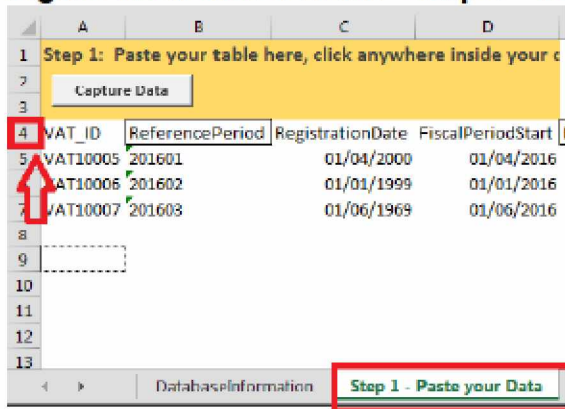 A B C D
1 Step 1: Paste your table here, click anywhere inside your
2 Capture Data
3
4 VAT_ID ReferencePeriod RegistrationDate FiscalPeriodStart
5 VAT10005 201601 01/04/2000 01/04/2016
VAT10006 201602 01/01/1999 01/01/2016
7 VAT10007 201603 01/06/1969 01/06/2016
8
9
10
11
12
13
DatabaseInformation Step 1 - Paste your Data